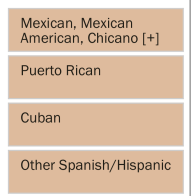 Mexican, Mexican
American, Chicano [+]
Puerto Rican
Cuban
Other Spanish/Hispanic